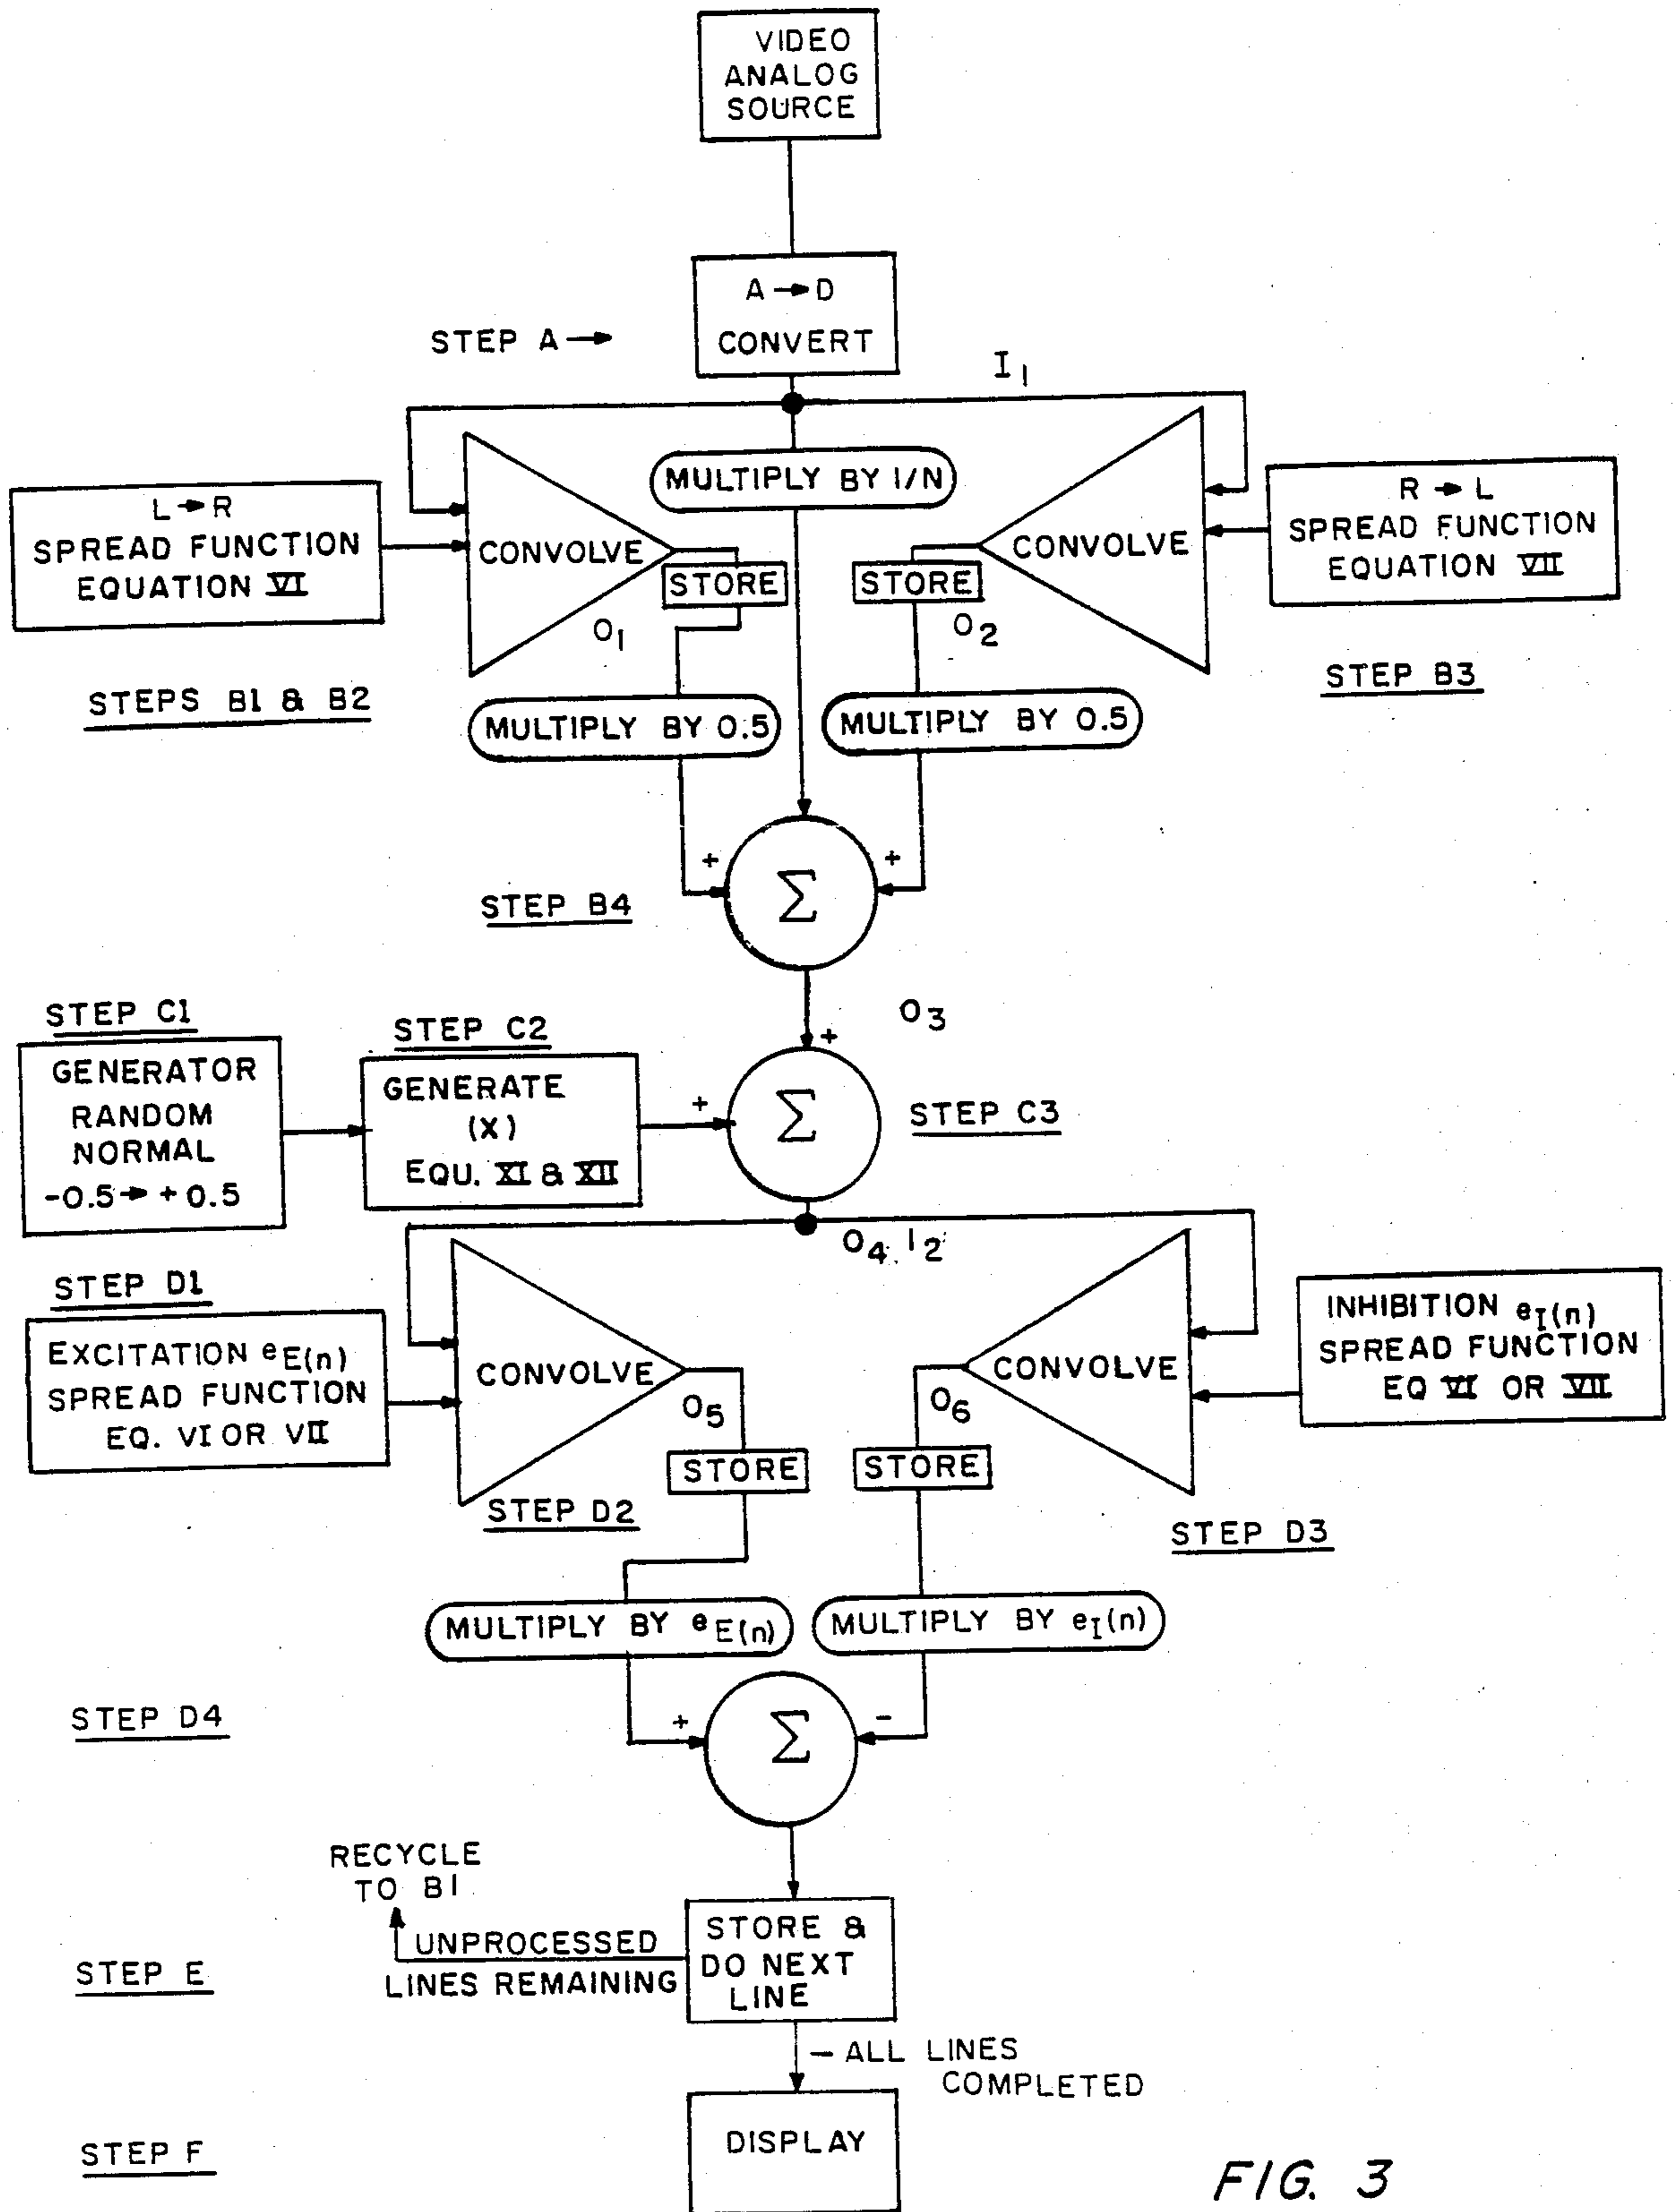 VIDEO
ANALOG
SOURCE
A → D
CONVERT
STEP A →
I₁
MULTIPLY BY 1/N
L → R
SPREAD FUNCTION
EQUATION VI
CONVOLVE
STORE
O₁
STEPS B1 & B2
MULTIPLY BY 0.5
R → L
SPREAD FUNCTION
EQUATION VII
CONVOLVE
STORE
O₂
STEP B3
MULTIPLY BY 0.5
+
+
Σ
STEP B4
O₃
+
STEP C1
GENERATOR
RANDOM
NORMAL
-0.5 → + 0.5
STEP C2
GENERATE
(X)
EQU. XI & XII
+
Σ
STEP C3
O₄, I₂
STEP D1
EXCITATION e E(n)
SPREAD FUNCTION
EQ. VI OR VII
CONVOLVE
O₅
STORE
STEP D2
INHIBITION e I(n)
SPREAD FUNCTION
EQ VI OR VII
CONVOLVE
O₆
STORE
STEP D3
MULTIPLY BY e E(n)
MULTIPLY BY e I(n)
STEP D4
+
-
Σ
RECYCLE
TO B1
UNPROCESSED
LINES REMAINING
STORE &
DO NEXT
LINE
STEP E
– ALL LINES
COMPLETED
DISPLAY
STEP F
FIG. 3